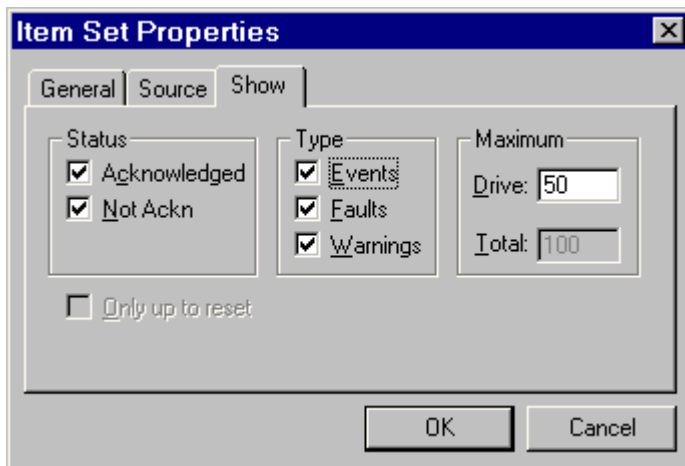 Item Set Properties
General Source Show
Status
Acknowledged
Not Ackn
Type
Events
Faults
Warnings
Maximum
Drive: 50
Total: 100
Only up to reset
OK Cancel